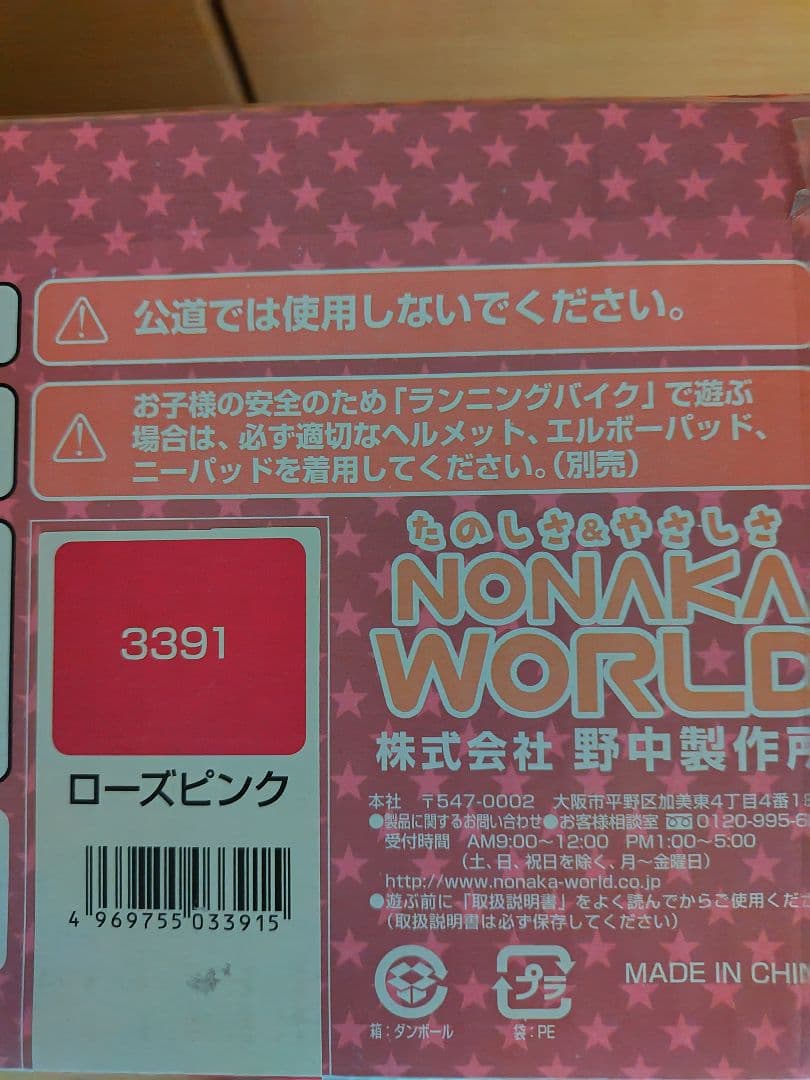 公道では使用しないでください。
お子様の安全のため「ランニングバイク」で遊ぶ
場合は、必ず適切なヘルメット、エルボーパッド、
ニーパッドを着用してください。(別売)
3391
ローズピンク
4 969755 033915
たのしさ&やさしさ
NONAKA
WORLD
株式会社 野中製作所
本社 〒547-0002 大阪市平野区加美東4丁目4番1
●製品に関するお問い合わせ●お客様相談室 0120-995-6
受付時間 AM9:00~12:00 PM1:00~5:00
(土、日、祝日を除く、月~金曜日)
http://www.nonaka-world.co.jp
●遊ぶ前に「取扱説明書」をよく読んでからご使用くださ
(取扱説明書は必ず保存してください)
プラ
MADE IN CHIN
箱:ダンボール
袋:PE